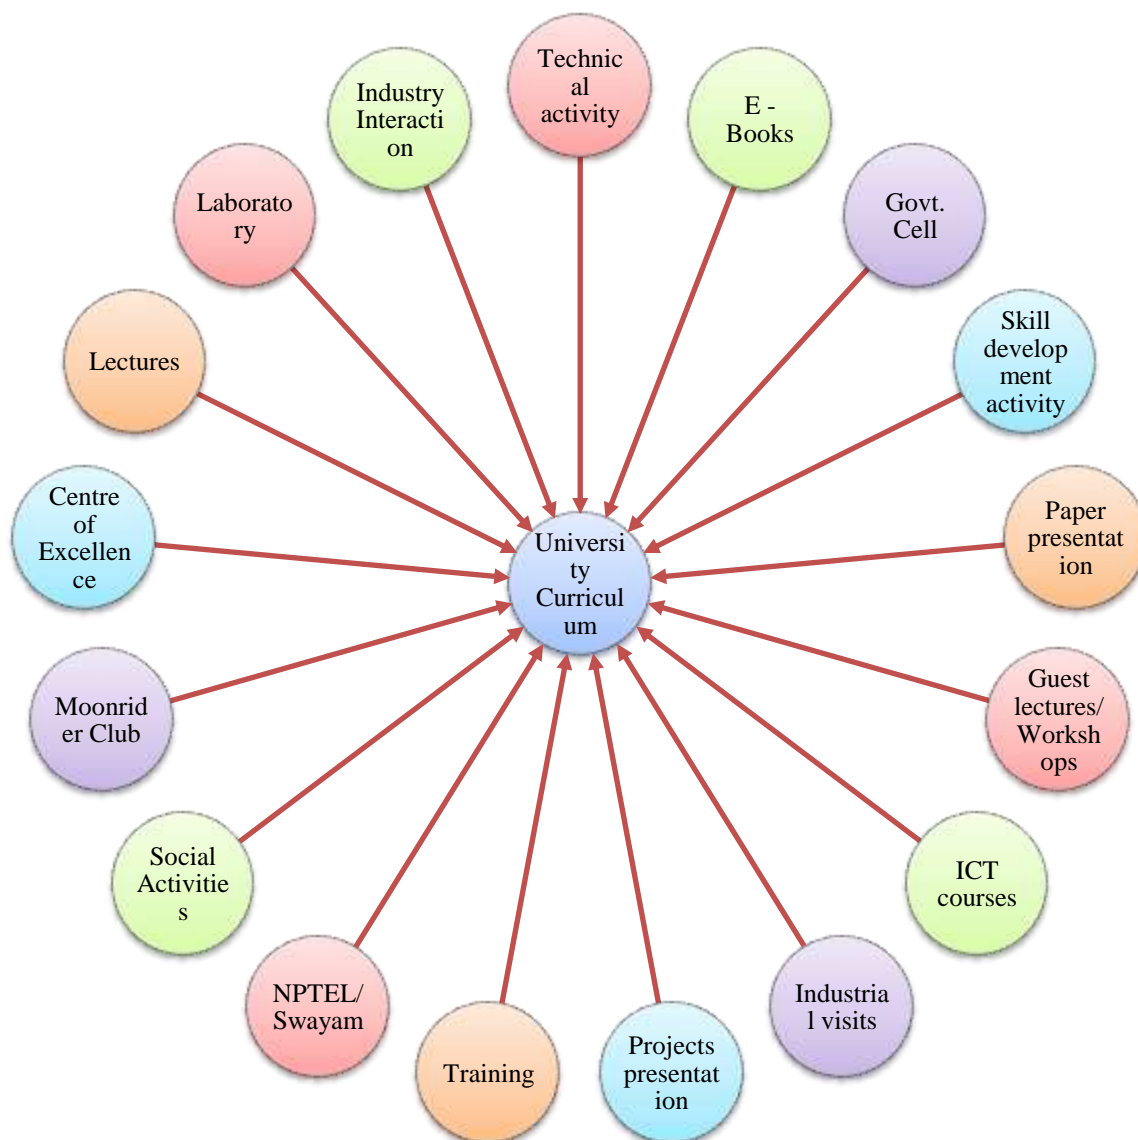 Technic
al
activity
E -
Books
Govt.
Cell
Skill
develop
ment
activity
Paper
presentat
ion
Guest
lectures/
Worksh
ops
ICT
courses
Industria
l visits
Projects
presentat
ion
Training
NPTEL/
Swayam
Social
Activitie
s
Moonrid
er Club
Centre
of
Excellen
ce
Lectures
Laborato
ry
Industry
Interacti
on
Universi
ty
Curricul
um